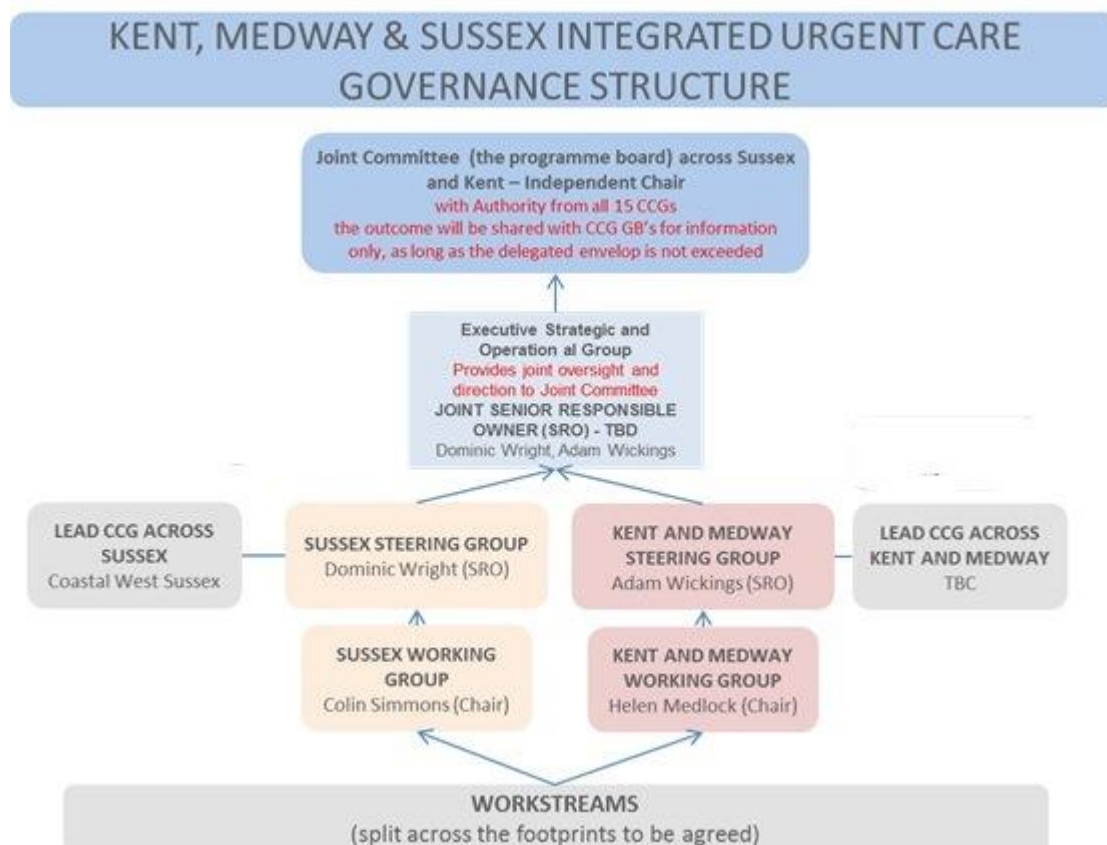 KENT, MEDWAY & SUSSEX INTEGRATED URGENT CARE
GOVERNANCE STRUCTURE
Joint Committee (the programme board) across Sussex
and Kent – Independent Chair
with Authority from all 15 CCGs
the outcome will be shared with CCG GB's for information
only, as long as the delegated envelop is not exceeded
Executive Strategic and
Operation al Group
Provides joint oversight and
direction to Joint Committee
JOINT SENIOR RESPONSIBLE
OWNER (SRO) - TBD
Dominic Wright, Adam Wickings
LEAD CCG ACROSS
SUSSEX
Coastal West Sussex
SUSSEX STEERING GROUP
Dominic Wright (SRO)
KENT AND MEDWAY
STEERING GROUP
Adam Wickings (SRO)
LEAD CCG ACROSS
KENT AND MEDWAY
TBC
SUSSEX WORKING
GROUP
Colin Simmons (Chair)
KENT AND MEDWAY
WORKING GROUP
Helen Medlock (Chair)
WORKSTREAMS
(split across the footprints to be agreed)